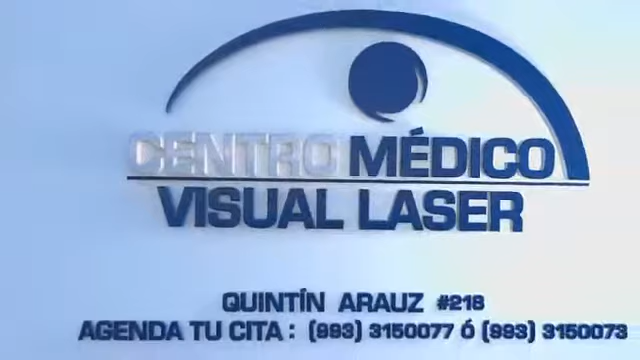 CENTRO MÉDICO
VISUAL LASER
QUINTÍN ARAUZ #218
AGENDA TU CITA: (993) 3150077 Ó (993) 3150073